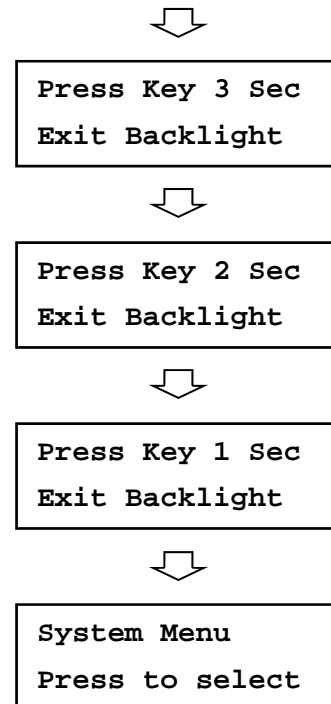 Press Key 3 Sec
Exit Backlight
Press Key 2 Sec
Exit Backlight
Press Key 1 Sec
Exit Backlight
System Menu
Press to select